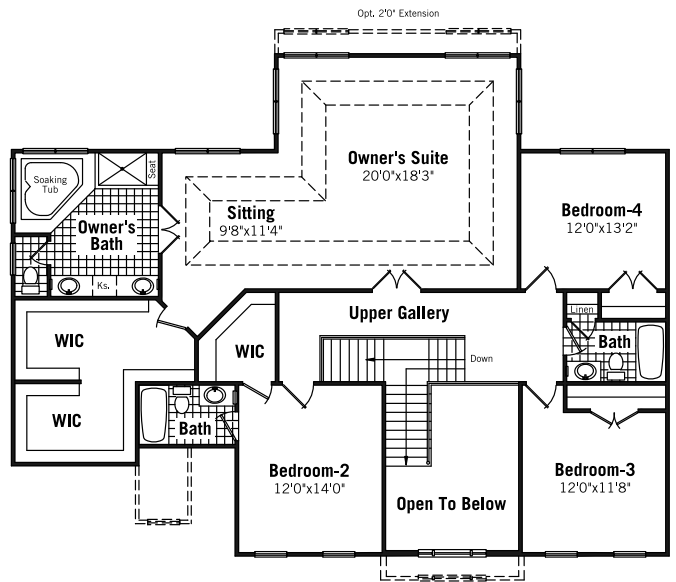 Opt. 2'0" Extension
Owner's Suite
20'0"x18'3"
Soaking
Tub
Seat
Sitting
9'8"x11'4"
Bedroom-4
12'0"x13'2"
Owner's
Bath
Ks.
Upper Gallery
Linen
WIC
WIC
Bath
Down
WIC
Bath
Bedroom-2
12'0"x14'0"
Bedroom-3
12'0"x11'8"
Open To Below